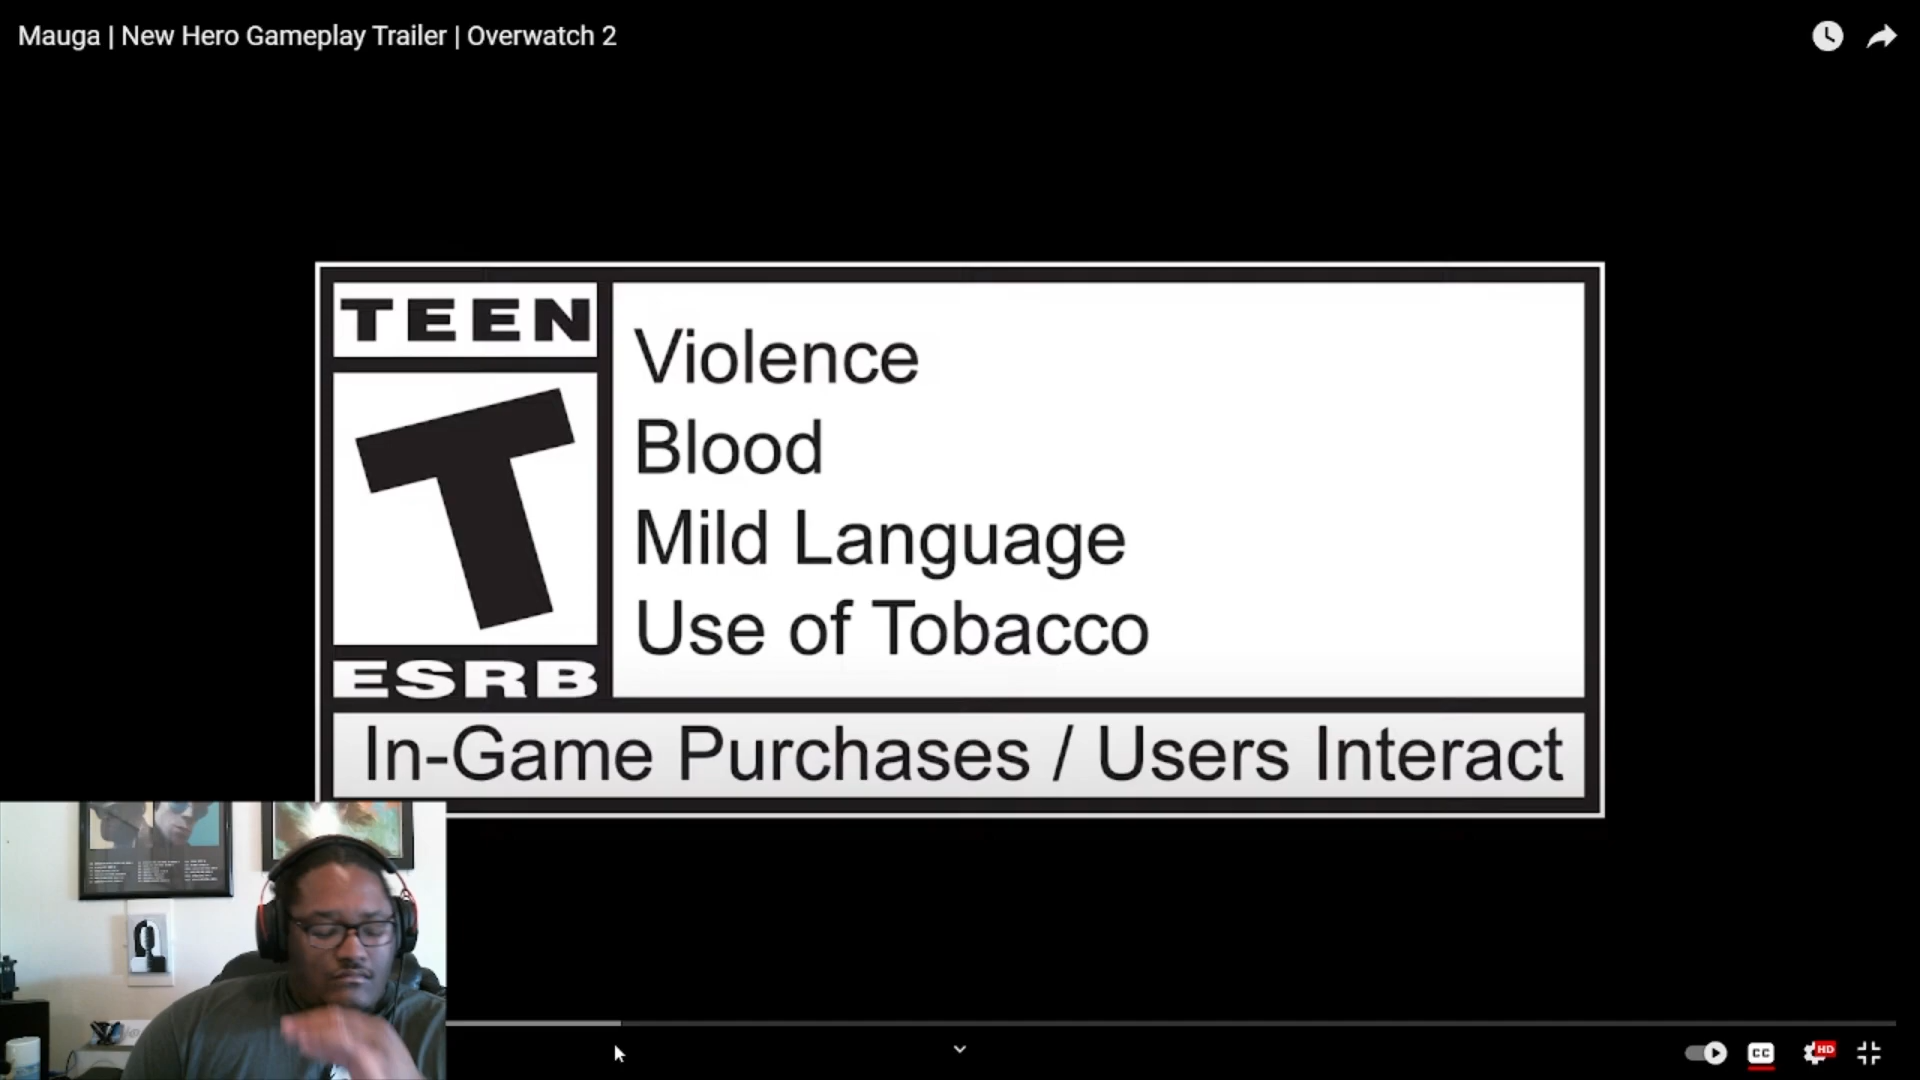 Mauga | New Hero Gameplay Trailer | Overwatch 2
TEEN
T
ESRB
Violence
Blood
Mild Language
Use of Tobacco
In-Game Purchases / Users Interact
CC
HD